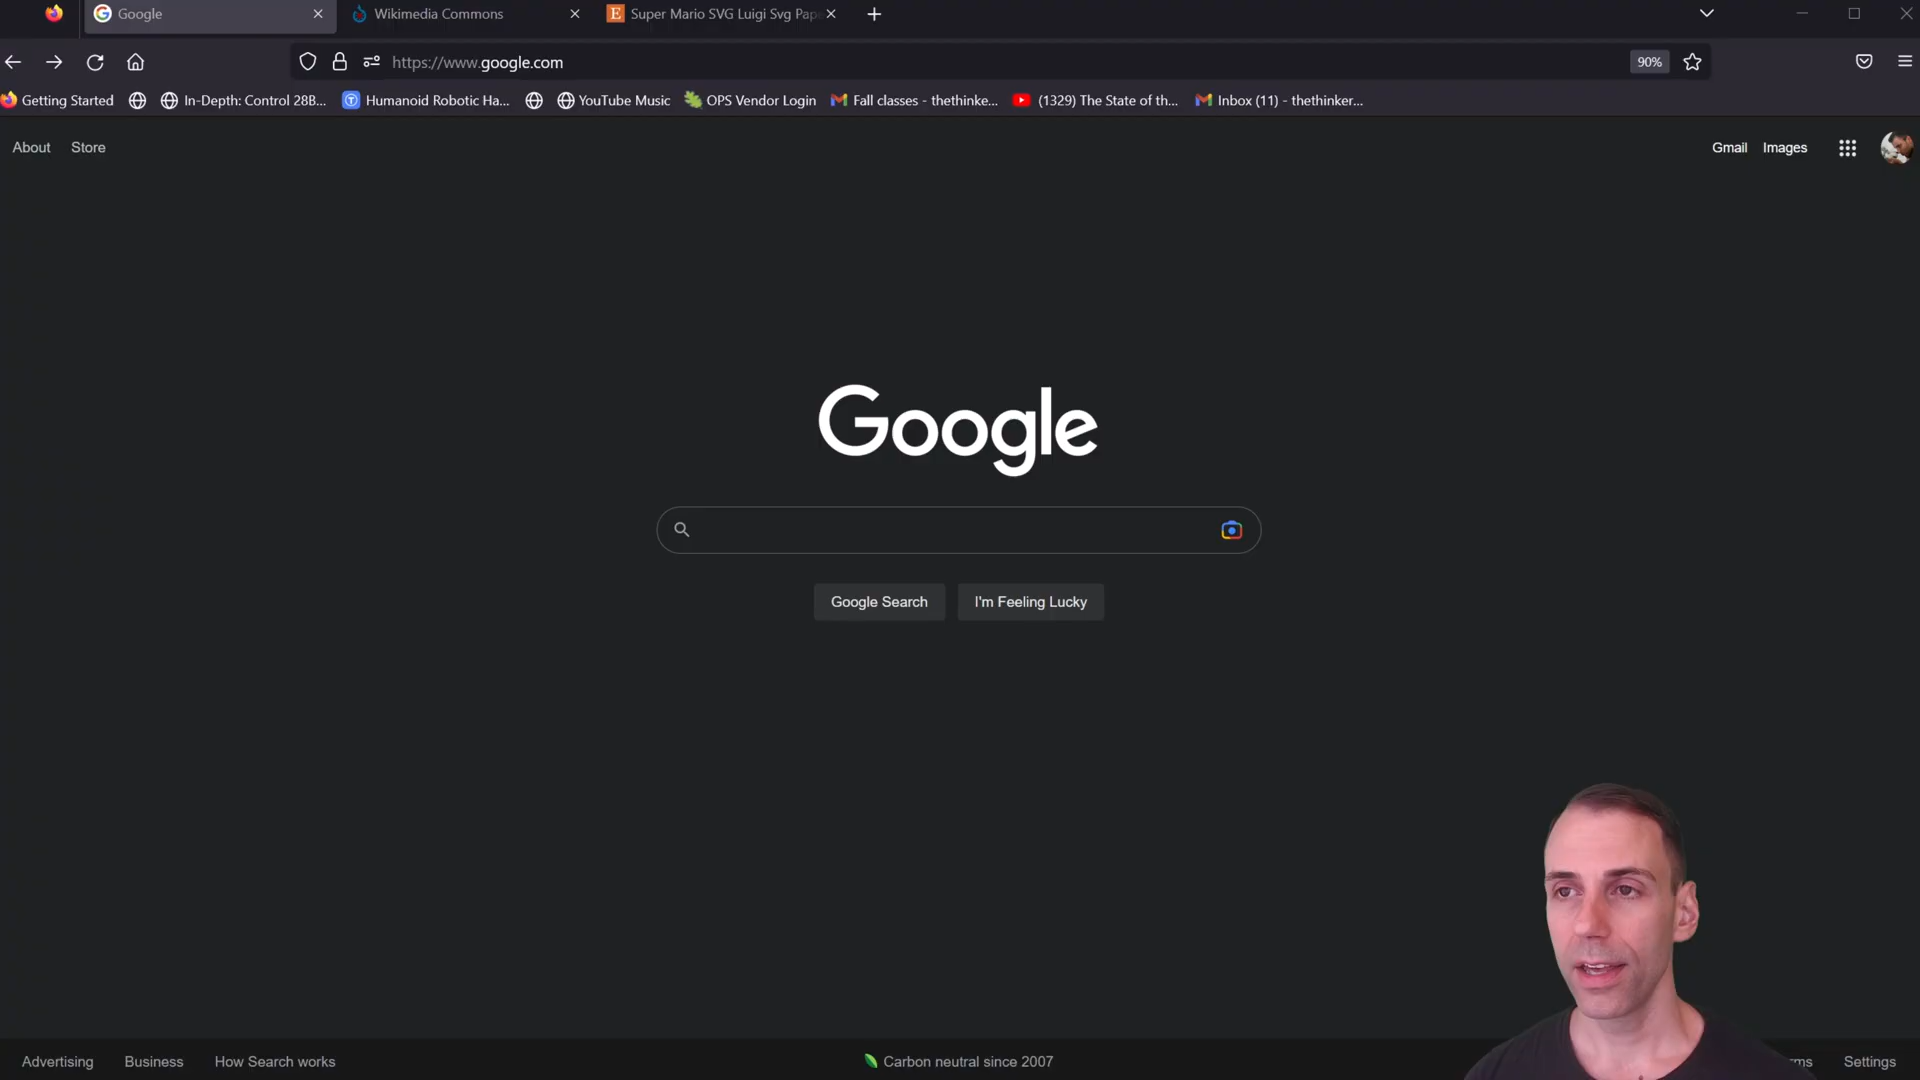 Google
Wikimedia Commons
Super Mario SVG Luigi Svg Pap
https://www.google.com
90%
Getting Started
In-Depth: Control 28B...
Humanoid Robotic Ha...
YouTube Music
OPS Vendor Login
Fall classes - thethinke...
(1329) The State of th...
Inbox (11) - thethinker...
About
Store
Gmail
Images
Google
Google Search
I'm Feeling Lucky
Advertising
Business
How Search works
Carbon neutral since 2007
Settings